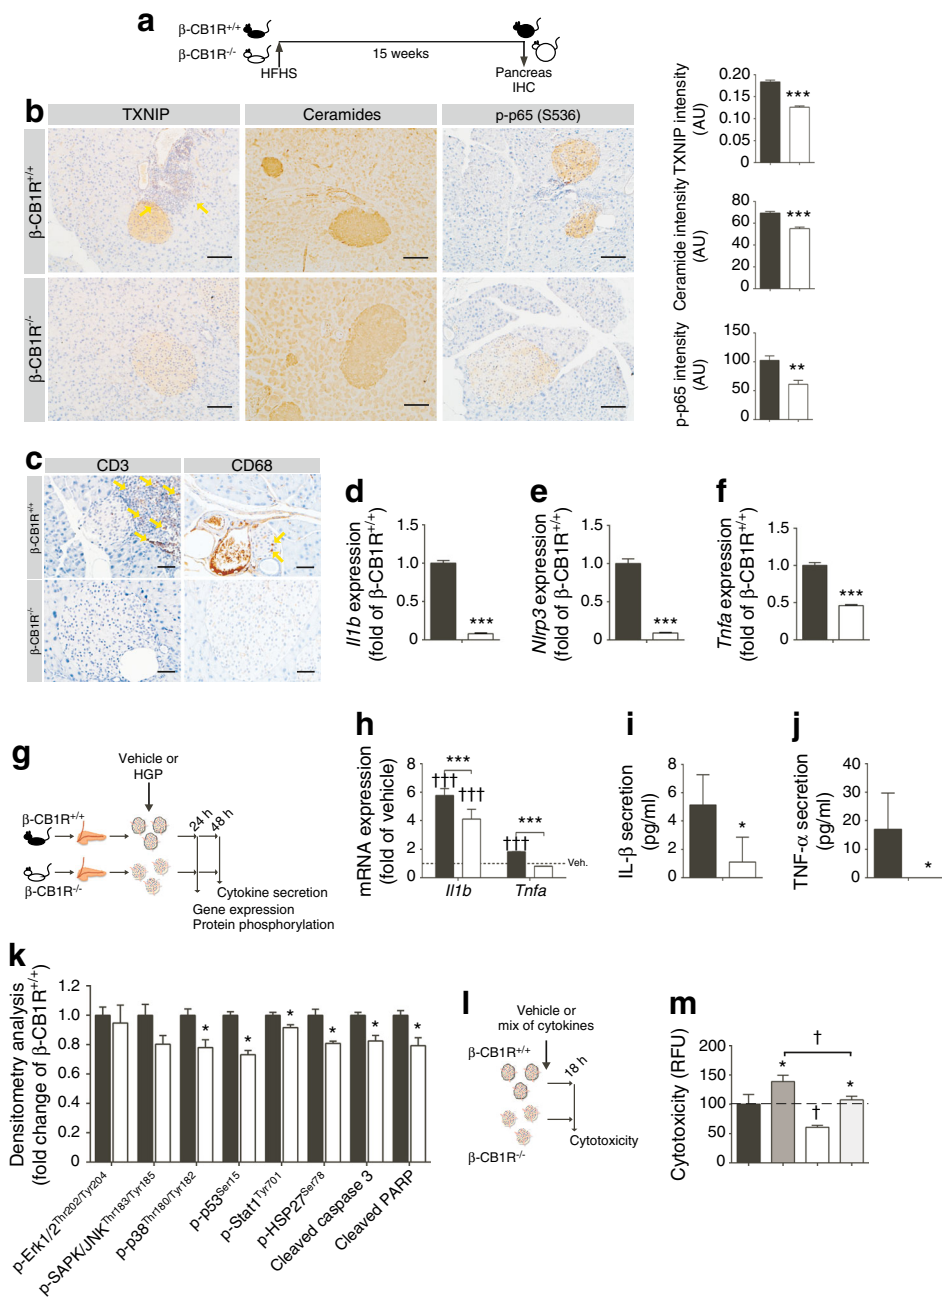 a
β-CB1R+/+
β-CB1R-/-
HFHS
15 weeks
Pancreas
IHC
b
TXNIP
Ceramides
p-p65 (S536)
β-CB1R+/+
β-CB1R-/-
TXNIP intensity
(AU)
0.20
0.15
0.10
0.05
0
***
Ceramide intensity
(AU)
80
60
40
20
0
***
p-p65 intensity
(AU)
150
100
50
0
**
c
CD3
CD68
β-CB1R+/+
β-CB1R-/-
d
Il1b expression
(fold of β-CB1R+/+)
1.5
1.0
0.5
0
***
e
Nlrp3 expression
(fold of β-CB1R+/+)
1.5
1.0
0.5
0
***
f
Tnfa expression
(fold of β-CB1R+/+)
1.5
1.0
0.5
0
***
g
Vehicle or
HGP
β-CB1R+/+
β-CB1R-/-
24 h
48 h
Cytokine secretion
Gene expression
Protein phosphorylation
h
mRNA expression
(fold of vehicle)
8
6
4
2
0
***
†††
†††
***
†††
Veh.
Il1b
Tnfa
i
IL-β secretion
(pg/ml)
8
6
4
2
0
*
j
TNF-α secretion
(pg/ml)
40
30
20
10
0
*
k
Densitometry analysis
(fold change of β-CB1R+/+)
1.2
1.0
0.8
0.6
0.4
0.2
0
* * * * * *
p-Erk1/2Thr202/Tyr204
p-SAPK/JNKThr183/Tyr185
p-p38Thr180/Tyr182
p-p53Ser15
p-Stat1Tyr701
p-HSP27Ser78
Cleaved caspase 3
Cleaved PARP
l
Vehicle or
mix of cytokines
β-CB1R+/+
β-CB1R-/-
18 h
Cytotoxicity
m
Cytotoxicity (RFU)
200
150
100
50
0
†
*
†
*